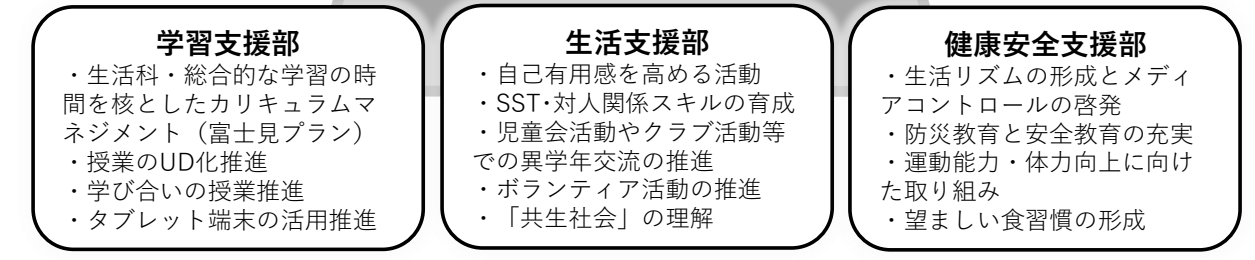 学習支援部
・生活科・総合的な学習の時
間を核としたカリキュラムマ
ネジメント（富士見プラン）
・授業のUD化推進
・学び合いの授業推進
・タブレット端末の活用推進
生活支援部
・自己有用感を高める活動
・SST･対人関係スキルの育成
・児童会活動やクラブ活動等
での異学年交流の推進
・ボランティア活動の推進
・「共生社会」の理解
健康安全支援部
・生活リズムの形成とメディ
アコントロールの啓発
・防災教育と安全教育の充実
・運動能力・体力向上に向け
た取り組み
・望ましい食習慣の形成